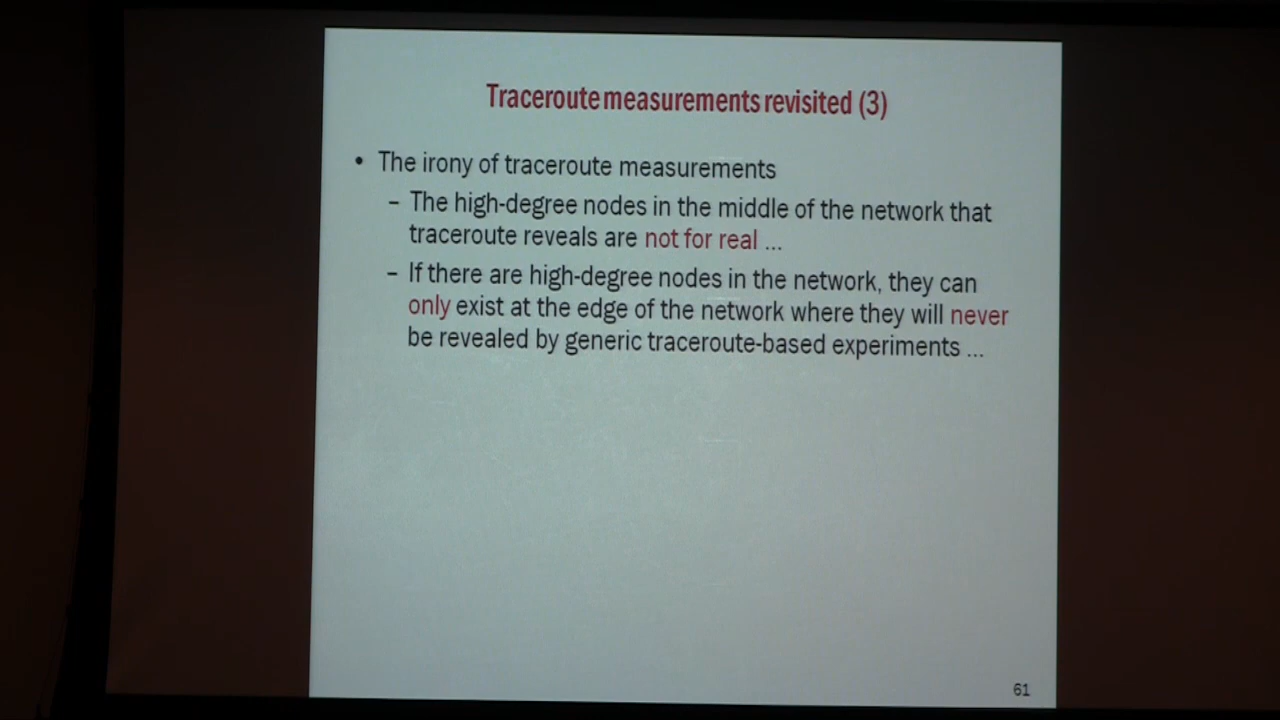 Traceroute measurements revisited (3)
• The irony of traceroute measurements
– The high-degree nodes in the middle of the network that
traceroute reveals are not for real ...
– If there are high-degree nodes in the network, they can
only exist at the edge of the network where they will never
be revealed by generic traceroute-based experiments ...
61